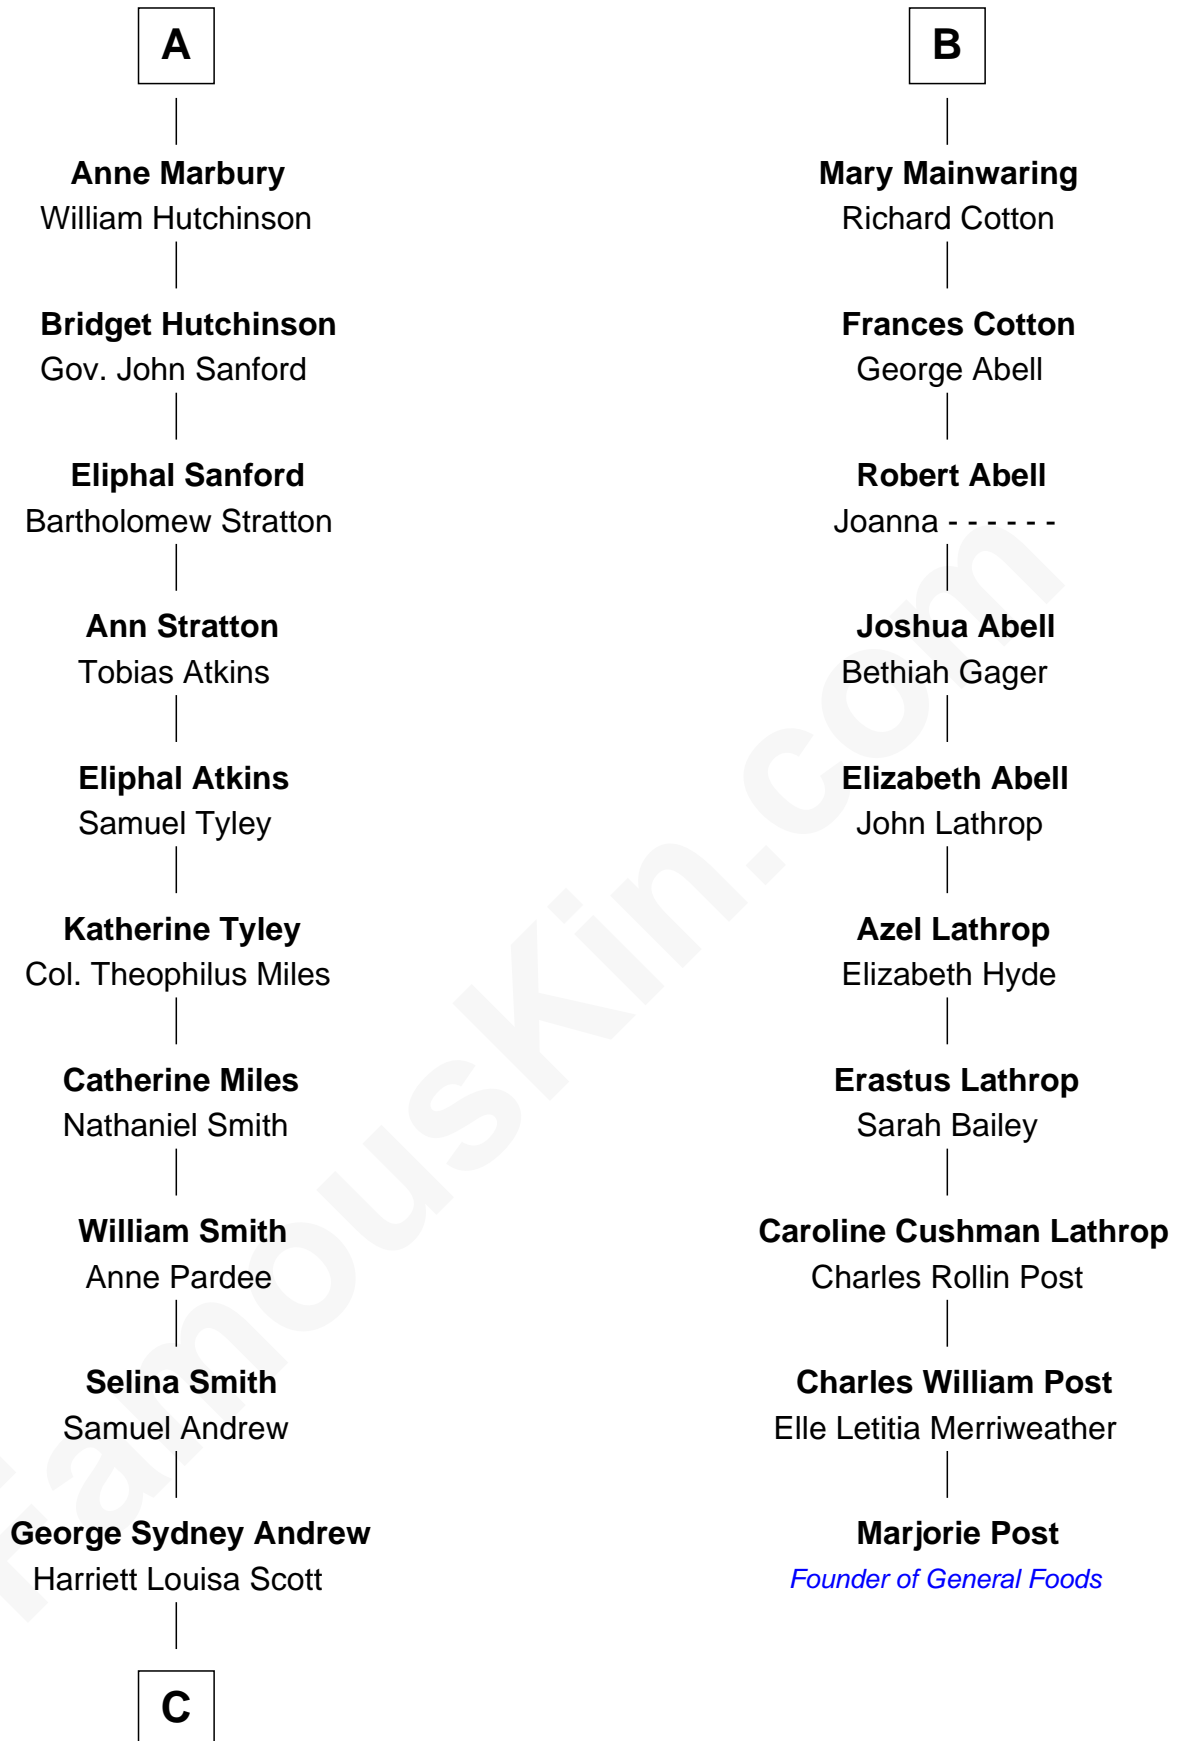 A
Anne Marbury
William Hutchinson
Bridget Hutchinson
Gov. John Sanford
Eliphal Sanford
Bartholomew Stratton
Ann Stratton
Tobias Atkins
Eliphal Atkins
Samuel Tyley
Katherine Tyley
Col. Theophilus Miles
Catherine Miles
Nathaniel Smith
William Smith
Anne Pardee
Selina Smith
Samuel Andrew
George Sydney Andrew
Harriett Louisa Scott
C
B
Mary Mainwaring
Richard Cotton
Frances Cotton
George Abell
Robert Abell
Joanna - - - - - -
Joshua Abell
Bethiah Gager
Elizabeth Abell
John Lathrop
Azel Lathrop
Elizabeth Hyde
Erastus Lathrop
Sarah Bailey
Caroline Cushman Lathrop
Charles Rollin Post
Charles William Post
Elle Letitia Merriweather
Marjorie Post
Founder of General Foods
FamousKin.com